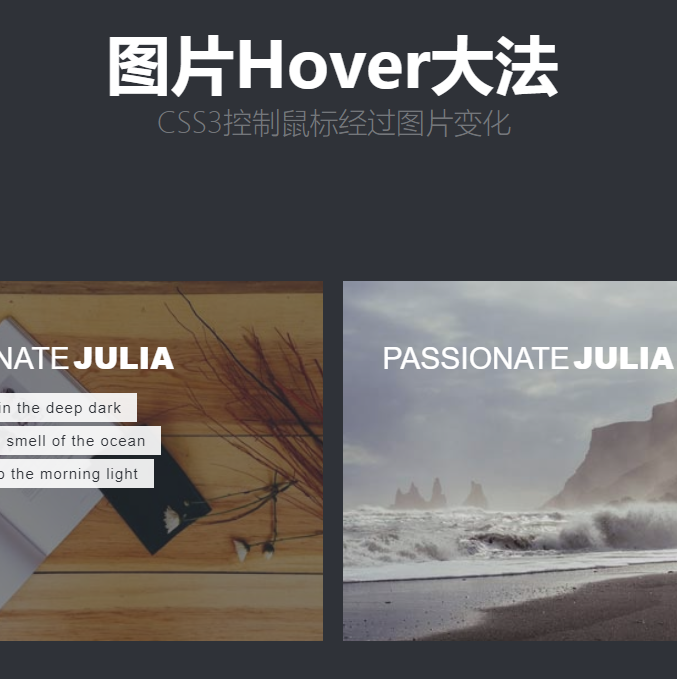 图片Hover大法
CSS3控制鼠标经过图片变化
NATE JULIA
in the deep dark
smell of the ocean
the morning light
PASSIONATE JULIA